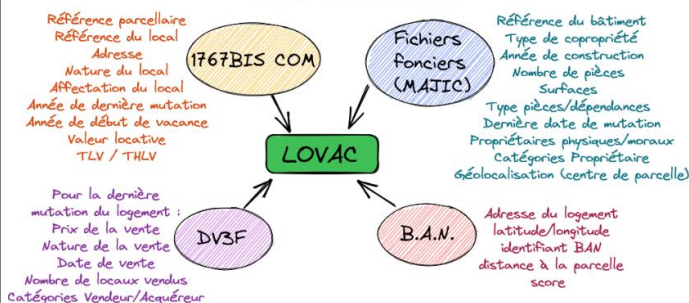 Référence parcellaire
Référence du local
Adresse
Nature du local
Affectation du local
Année de dernière mutation
Année de début de vacance
Valeur locative
TLV / THLV
1767BIS COM
Fichiers
fonciers
(MAJIC)
Référence du bâtiment
Type de copropriété
Année de construction
Nombre de pièces
Surfaces
Type pièces/dépendances
Dernière date de mutation
Propriétaires physiques/moraux
Catégories Propriétaire
Géolocalisation (centre de parcelle)
LOVAC
Pour la dernière
mutation du logement :
Prix de la vente
Nature de la vente
Date de vente
Nombre de locaux vendus
Catégories Vendeur/Acquéreur
DV3F
B.A.N.
Adresse du logement
latitude/longitude
identifiant BAN
distance à la parcelle
score